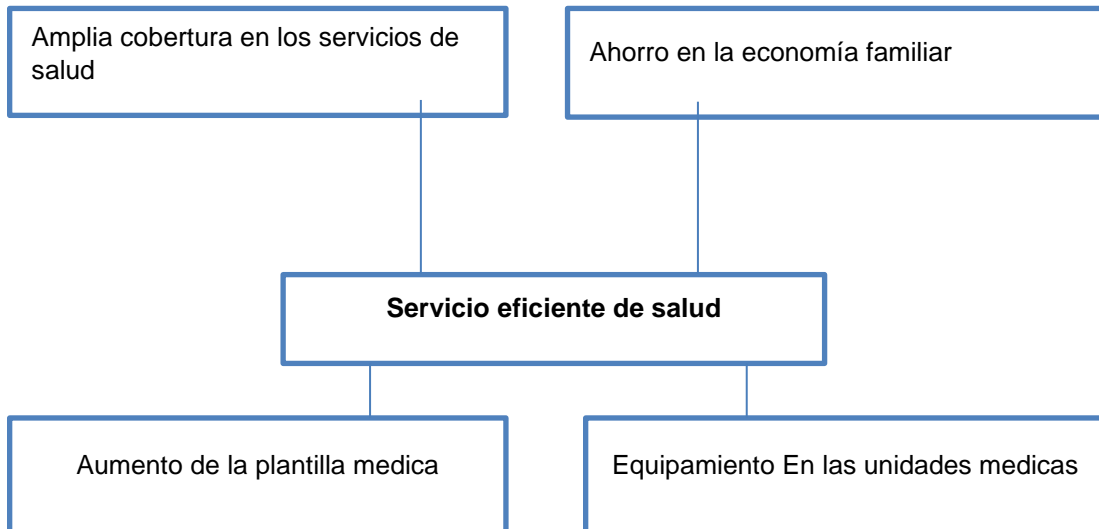 Amplia cobertura en los servicios de
salud
Ahorro en la economía familiar
Servicio eficiente de salud
Aumento de la plantilla medica
Equipamiento En las unidades medicas